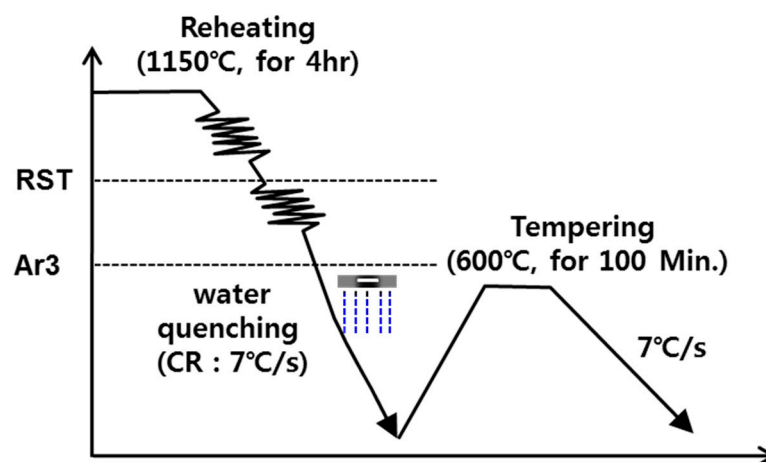 Reheating
(1150℃, for 4hr)
RST
Ar3
water
quenching
(CR : 7℃/s)
Tempering
(600℃, for 100 Min.)
7℃/s